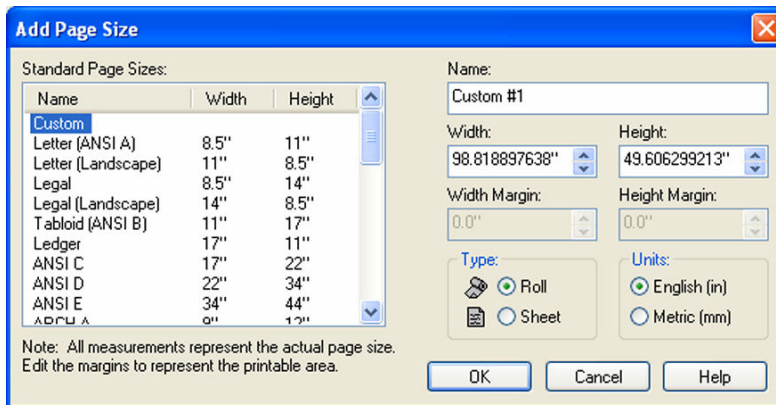 Add Page Size
Standard Page Sizes:
Name Width Height
Custom
Letter (ANSI A) 8.5" 11"
Letter (Landscape) 11" 8.5"
Legal 8.5" 14"
Legal (Landscape) 14" 8.5"
Tabloid (ANSI B) 11" 17"
Ledger 17" 11"
ANSI C 17" 22"
ANSI D 22" 34"
ANSI E 34" 44"
ARCH A 9" 12"
Note: All measurements represent the actual page size.
Edit the margins to represent the printable area.
Name:
Custom #1
Width: Height:
98.818897638" 49.606299213"
Width Margin: Height Margin:
0.0" 0.0"
Type: Units:
Roll English (in)
Sheet Metric (mm)
OK Cancel Help